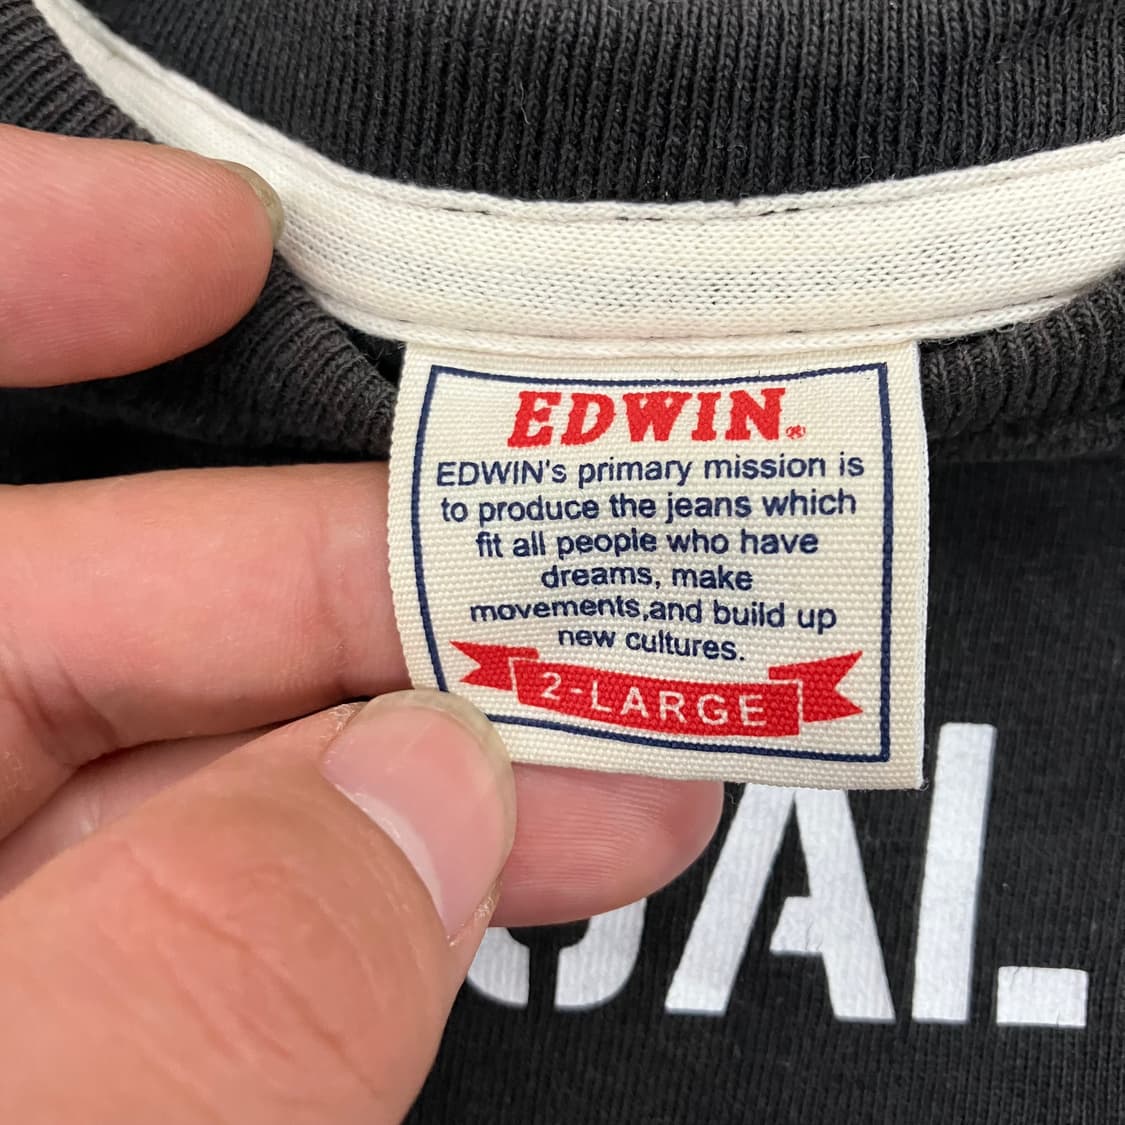 EDWIN®
EDWIN's primary mission is
to produce the jeans which
fit all people who have
dreams, make
movements,and build up
new cultures.
2-LARGE